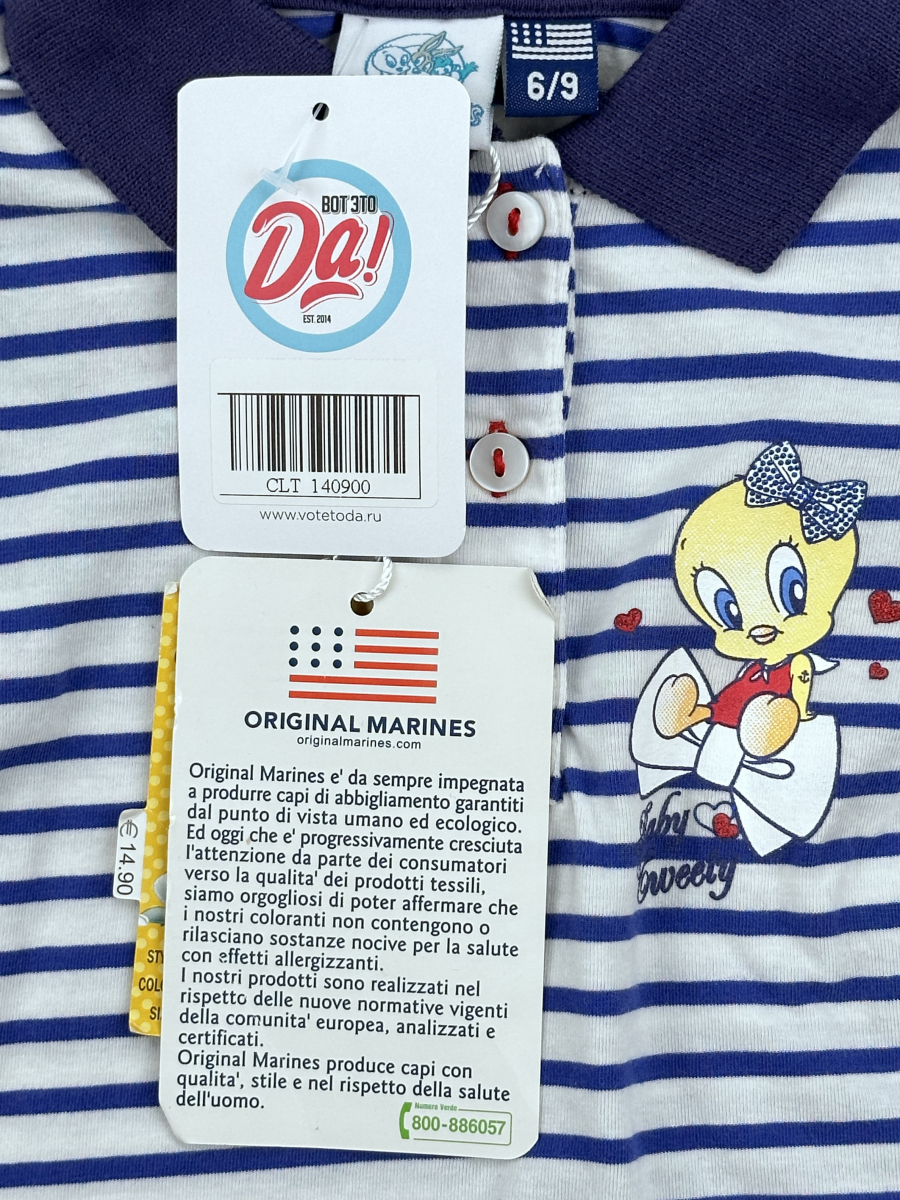 6/9
ВОТ ЭТО
Da!
EST. 2014
CLT 140900
www.votetoda.ru
ORIGINAL MARINES
originalmarines.com
Original Marines e' da sempre impegnata
a produrre capi di abbigliamento garantiti
dal punto di vista umano ed ecologico.
Ed oggi che e' progressivamente cresciuta
l'attenzione da parte dei consumatori
verso la qualita' dei prodotti tessili,
siamo orgogliosi di poter affermare che
i nostri coloranti non contengono o
rilasciano sostanze nocive per la salute
con effetti allergizzanti.
I nostri prodotti sono realizzati nel
rispetto delle nuove normative vigenti
della comunita' europea, analizzati e
certificati.
Original Marines produce capi con
qualita', stile e nel rispetto della salute
dell'uomo.
Numero Verde
800-886057
€14.90
Baby
Tweety